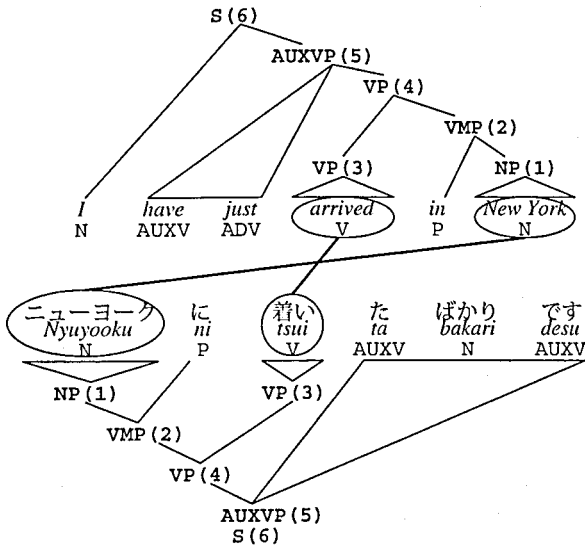 S(6)
AUXVP(5)
VP(4)
VMP(2)
VP(3) NP(1)
I have just arrived in New York
N AUXV ADV V P N
ニューヨーク に 着い た ばかり です
Nyuyooku ni tsui ta bakari desu
N P V AUXV N AUXV
NP(1) VP(3)
VMP(2)
VP(4)
AUXVP(5)
S(6)